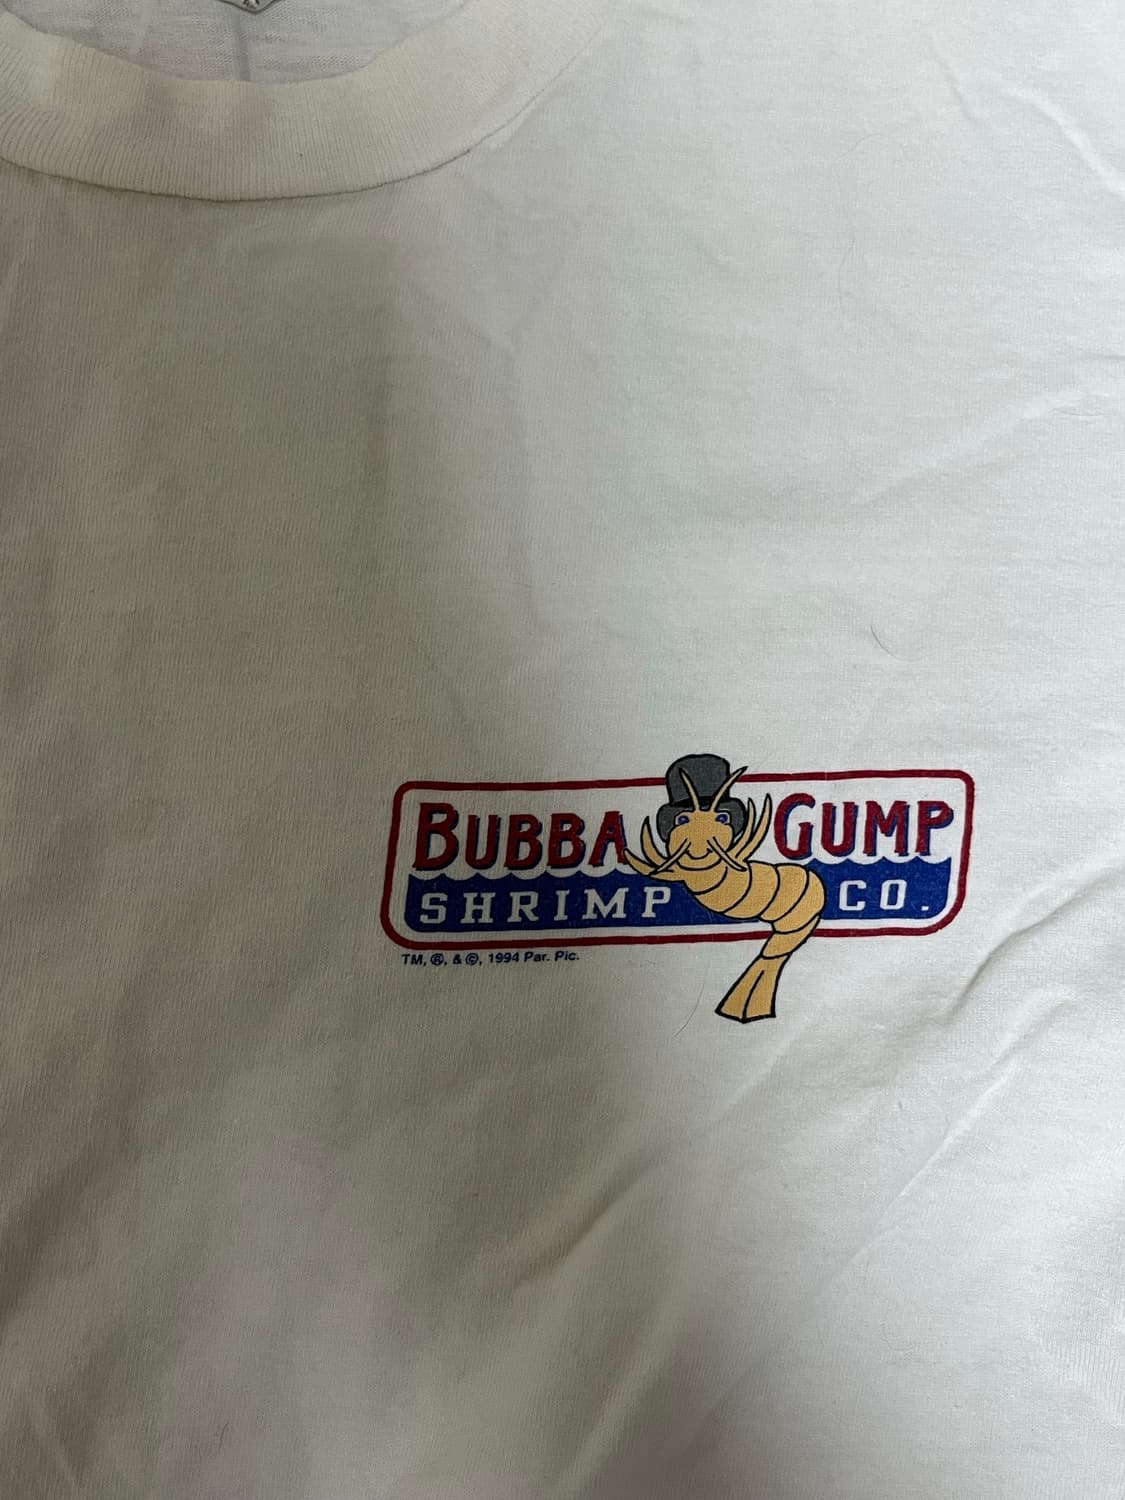 BUBBA GUMP
SHRIMP CO.
TM, ®, & ©, 1994 Par. Pic.